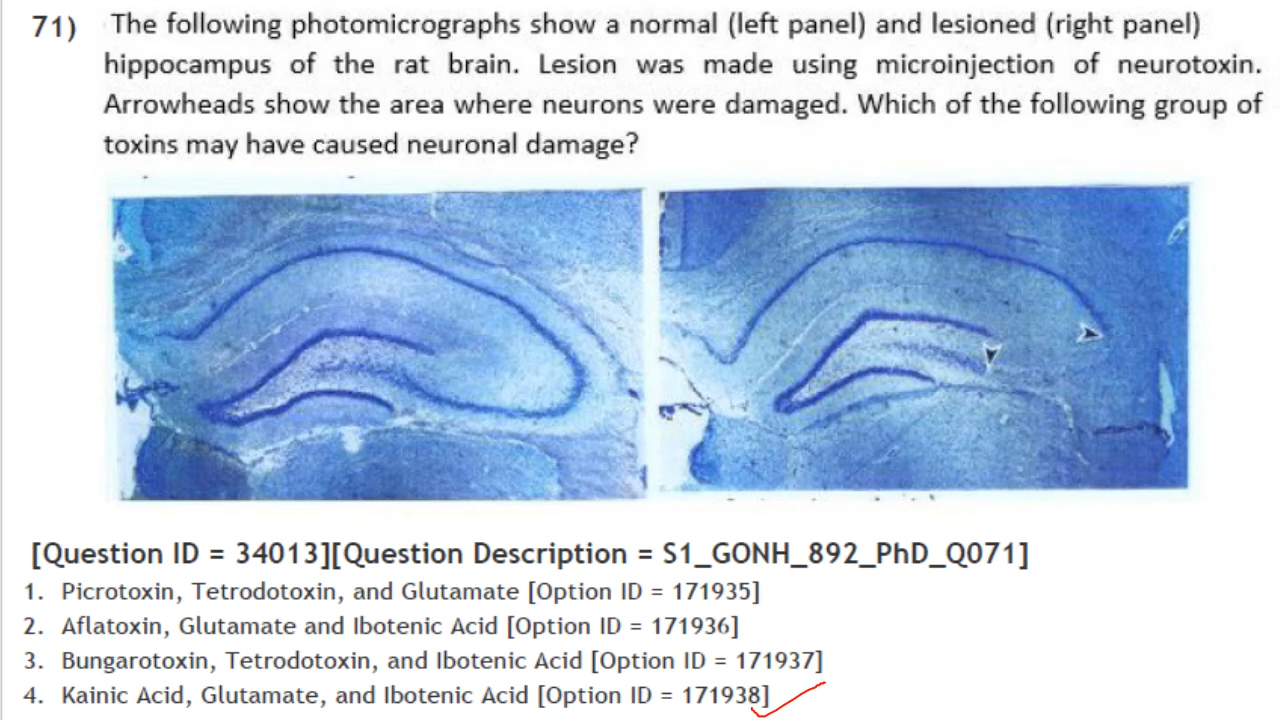 71) The following photomicrographs show a normal (left panel) and lesioned (right panel)
hippocampus of the rat brain. Lesion was made using microinjection of neurotoxin.
Arrowheads show the area where neurons were damaged. Which of the following group of
toxins may have caused neuronal damage?
[Question ID = 34013][Question Description = S1_GONH_892_PhD_Q071]
1. Picrotoxin, Tetrodotoxin, and Glutamate [Option ID = 171935]
2. Aflatoxin, Glutamate and Ibotenic Acid [Option ID = 171936]
3. Bungarotoxin, Tetrodotoxin, and Ibotenic Acid [Option ID = 171937]
4. Kainic Acid, Glutamate, and Ibotenic Acid [Option ID = 171938]